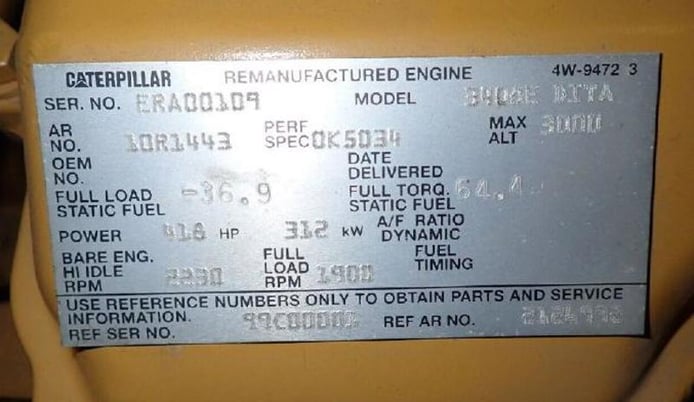 CATERPILLAR REMANUFACTURED ENGINE 4W-9472 3
SER. NO. ERA00109 MODEL DITA
AR NO. 10R1443 PERF SPEC 0K5034 MAX ALT 3000
OEM NO. DATE DELIVERED
FULL LOAD STATIC FUEL -36.9 FULL TORQ. STATIC FUEL 64.4
POWER 418 HP 312 kW A/F RATIO DYNAMIC
BARE ENG. HI IDLE RPM 2230 FULL LOAD RPM 1900 FUEL TIMING
USE REFERENCE NUMBERS ONLY TO OBTAIN PARTS AND SERVICE
INFORMATION.
REF SER NO. REF AR NO.